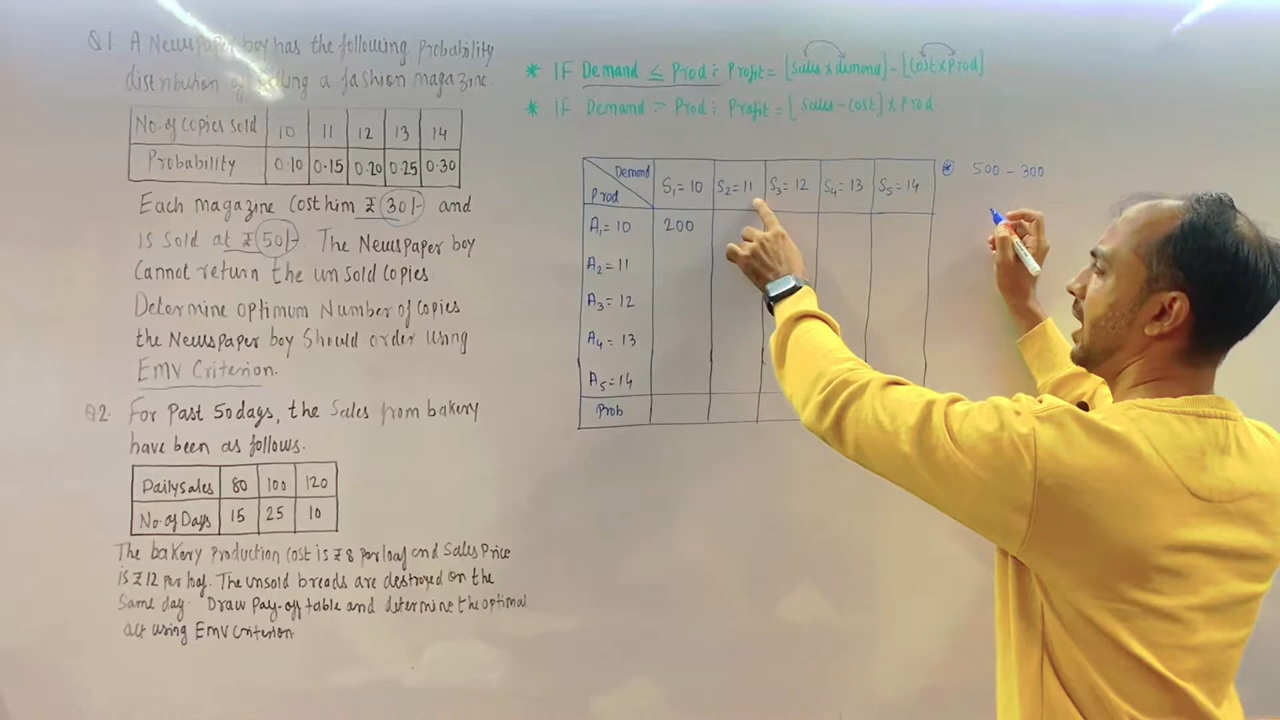 Q1. A Newspaper boy has the following Probability
distribution of selling a fashion magazine.
No. of Copies sold 10 11 12 13 14
Probability 0.10 0.15 0.20 0.25 0.30
Each magazine Cost him ₹ 30/- and
is sold at ₹ 50/-. The Newspaper boy
Cannot return the unsold Copies
Determine optimum Number of Copies
the Newspaper boy Should order Using
EMV Criterion.
Q2. For Past 50 days, the Sales from bakery
have been as follows.
Daily sales 80 100 120
No. of Days 15 25 10
The bakery Production Cost is ₹ 8 Per loaf and Sales Price
is ₹ 12 Per loaf. The unsold breads are destroyed on the
Same day. Draw Pay-off table and determine the optimal
act using EMV Criterion.
* IF Demand ≤ Prod : Profit = [Sales × demand] - [Cost × Prod]
* IF Demand > Prod : Profit = [Sales - Cost] × Prod
Demand
Prod
S₁ = 10 S₂ = 11 S₃ = 12 S₄ = 13 S₅ = 14
A₁ = 10 200
A₂ = 11
A₃ = 12
A₄ = 13
A₅ = 14
Prob
* 500 - 300